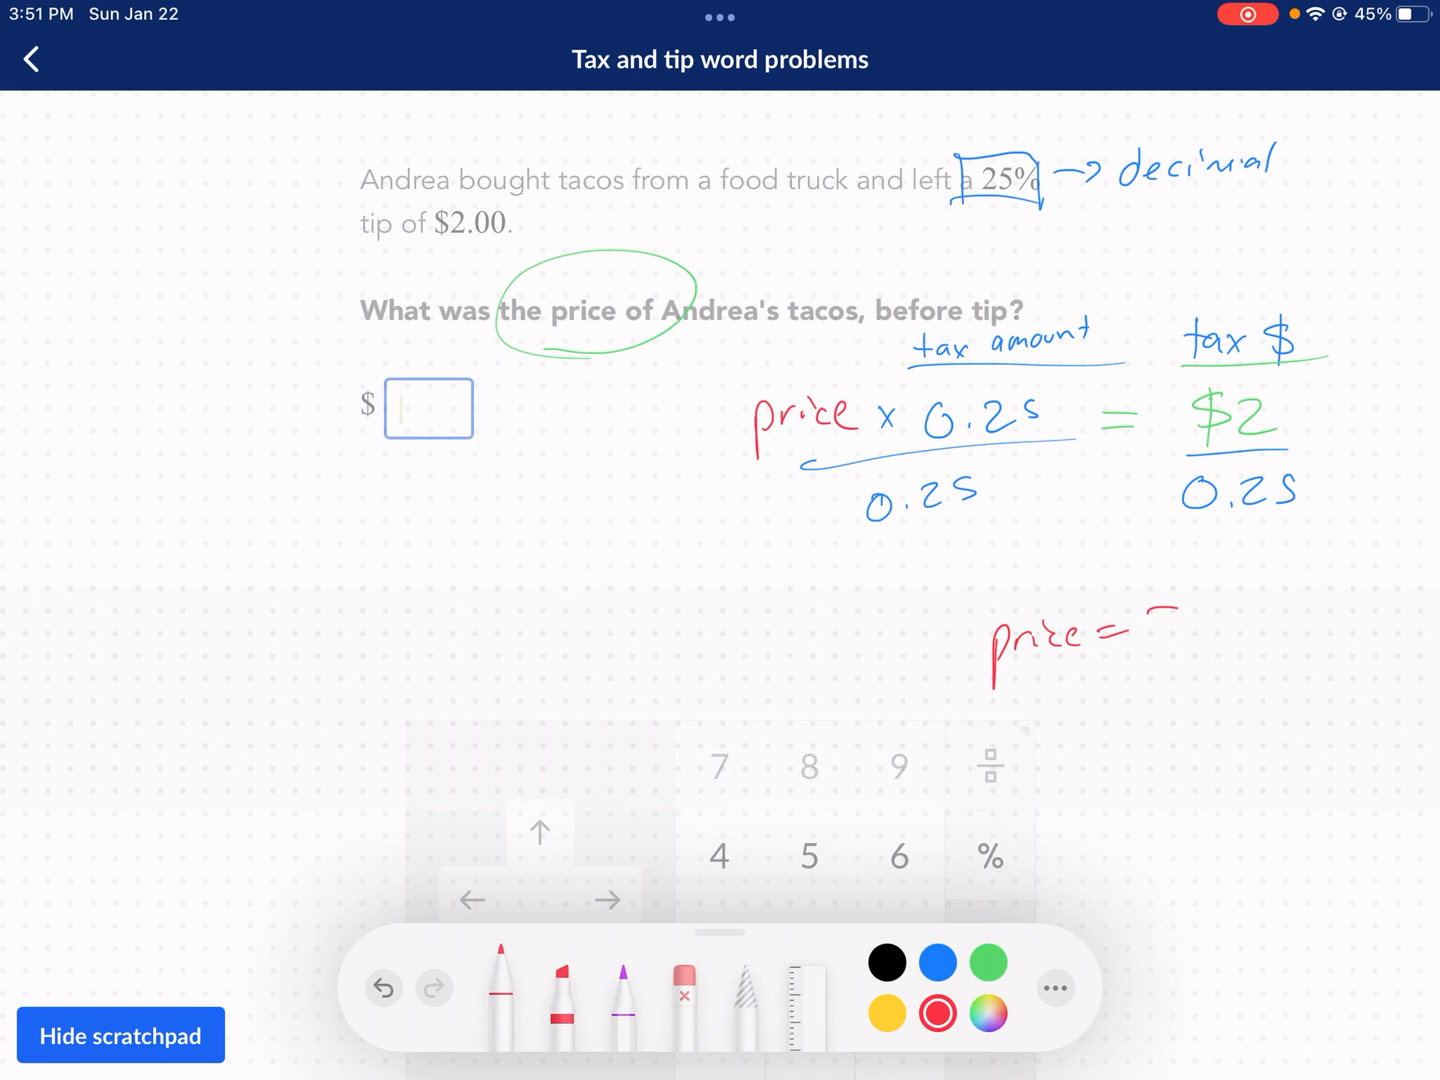 3:51 PM Sun Jan 22
45%
Tax and tip word problems
Andrea bought tacos from a food truck and left a 25% → decimal
tip of $2.00.
What was the price of Andrea's tacos, before tip?
tax amount tax $
$
price x 0.25 = $2
0.25 0.25
price =
7 8 9
4 5 6 %
Hide scratchpad